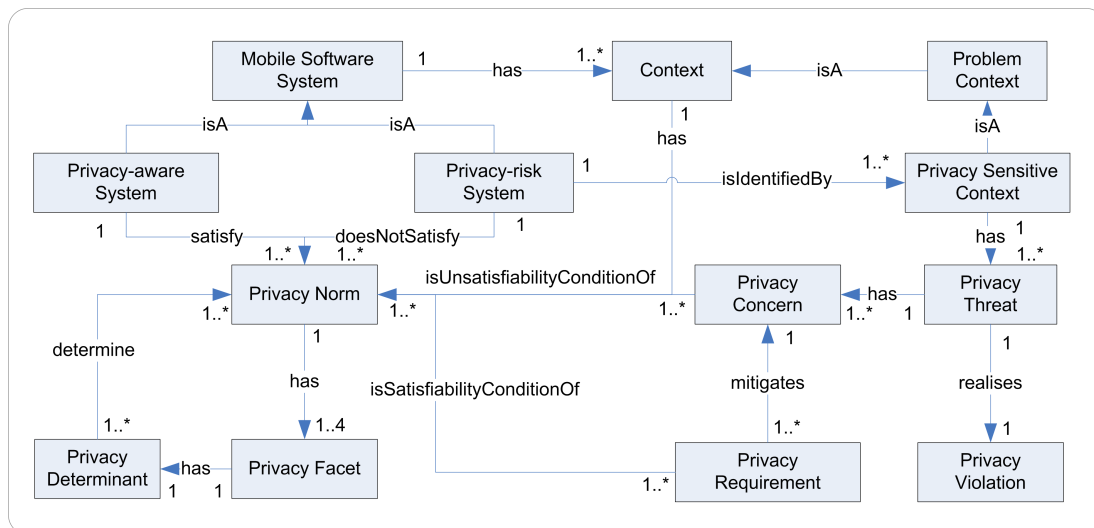 Mobile Software
System
1
has
1..*
Context
isA
Problem
Context
isA
isA
1
has
isA
Privacy-aware
System
Privacy-risk
System
1
isIdentifiedBy
1..*
Privacy Sensitive
Context
1
satisfy
doesNotSatisfy
1
1
has
1..*
1..*
1..*
Privacy Norm
1..*
isUnsatisfiabilityConditionOf
1..*
1..*
Privacy
Concern
1..*
has
1
Privacy
Threat
1
1
1
determine
has
isSatisfiabilityConditionOf
mitigates
realises
1..*
1..4
1..*
1
Privacy
Determinant
has
1
1
Privacy Facet
1..*
Privacy
Requirement
Privacy
Violation